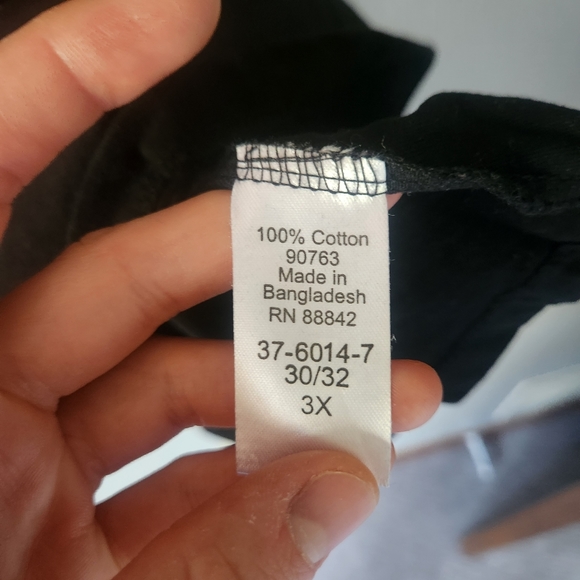 100% Cotton
90763
Made in
Bangladesh
RN 88842
37-6014-7
30/32
3X